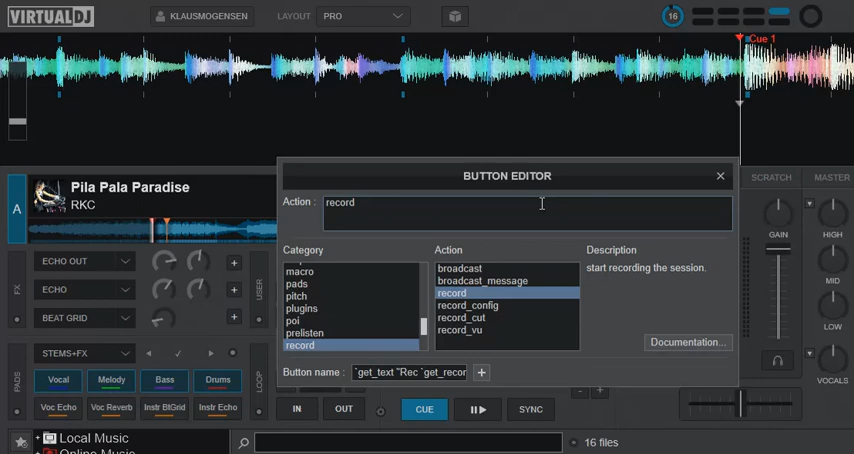 VIRTUALDJ
KLAUSMOGENSEN
LAYOUT PRO
16
Cue 1
A
Pila Pala Paradise
RKC
BUTTON EDITOR
Action :
record
Category
macro
pads
pitch
plugins
poi
prelisten
record
Action
broadcast
broadcast_message
record
record_config
record_cut
record_vu
Description
start recording the session.
Documentation...
Button name :
`get_text "Rec `get_recor
+
SCRATCH
MASTER
GAIN
HIGH
MID
LOW
VOCALS
FX
ECHO OUT
+
ECHO
+
BEAT GRID
+
USER
PADS
STEMS+FX
Vocal
Melody
Bass
Drums
Voc Echo
Voc Reverb
Instr BtGrid
Instr Echo
LOOP
IN
OUT
CUE
SYNC
-
+
+ Local Music
+ Online Music
16 files